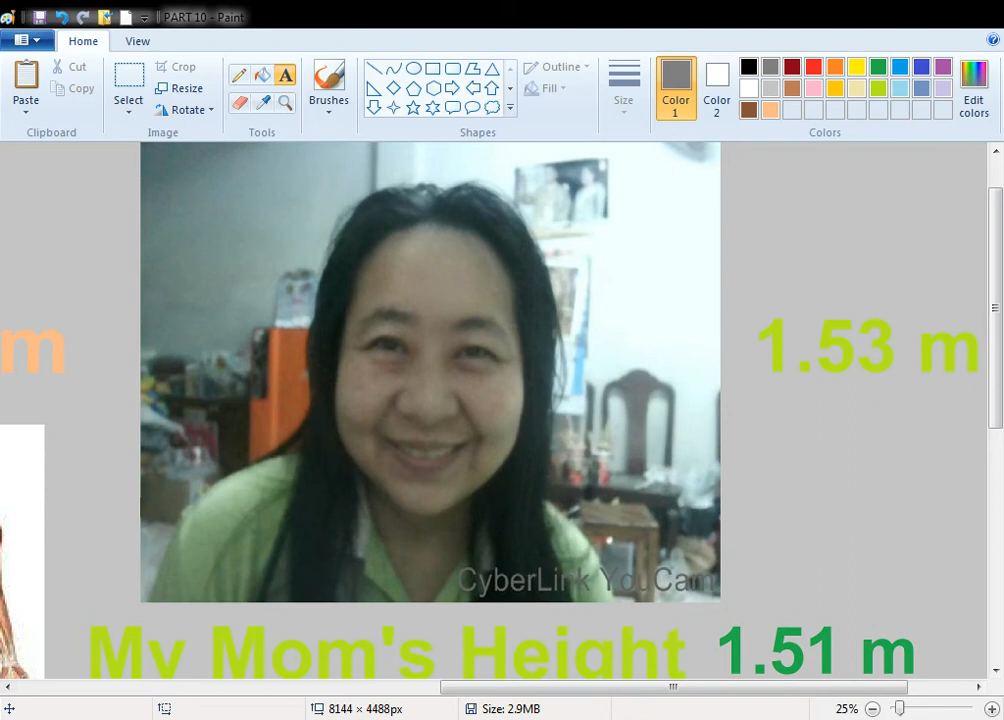 PART 10 - Paint
Home View
Paste
Cut
Copy
Clipboard
Select
Crop
Resize
Rotate
Image
Tools
Brushes
Shapes
Outline
Fill
Size
Color 1
Color 2
Edit colors
Colors
m
1.53 m
CyberLink YouCam
My Mom's Height 1.51 m
8144 × 4488px
Size: 2.9MB
25%